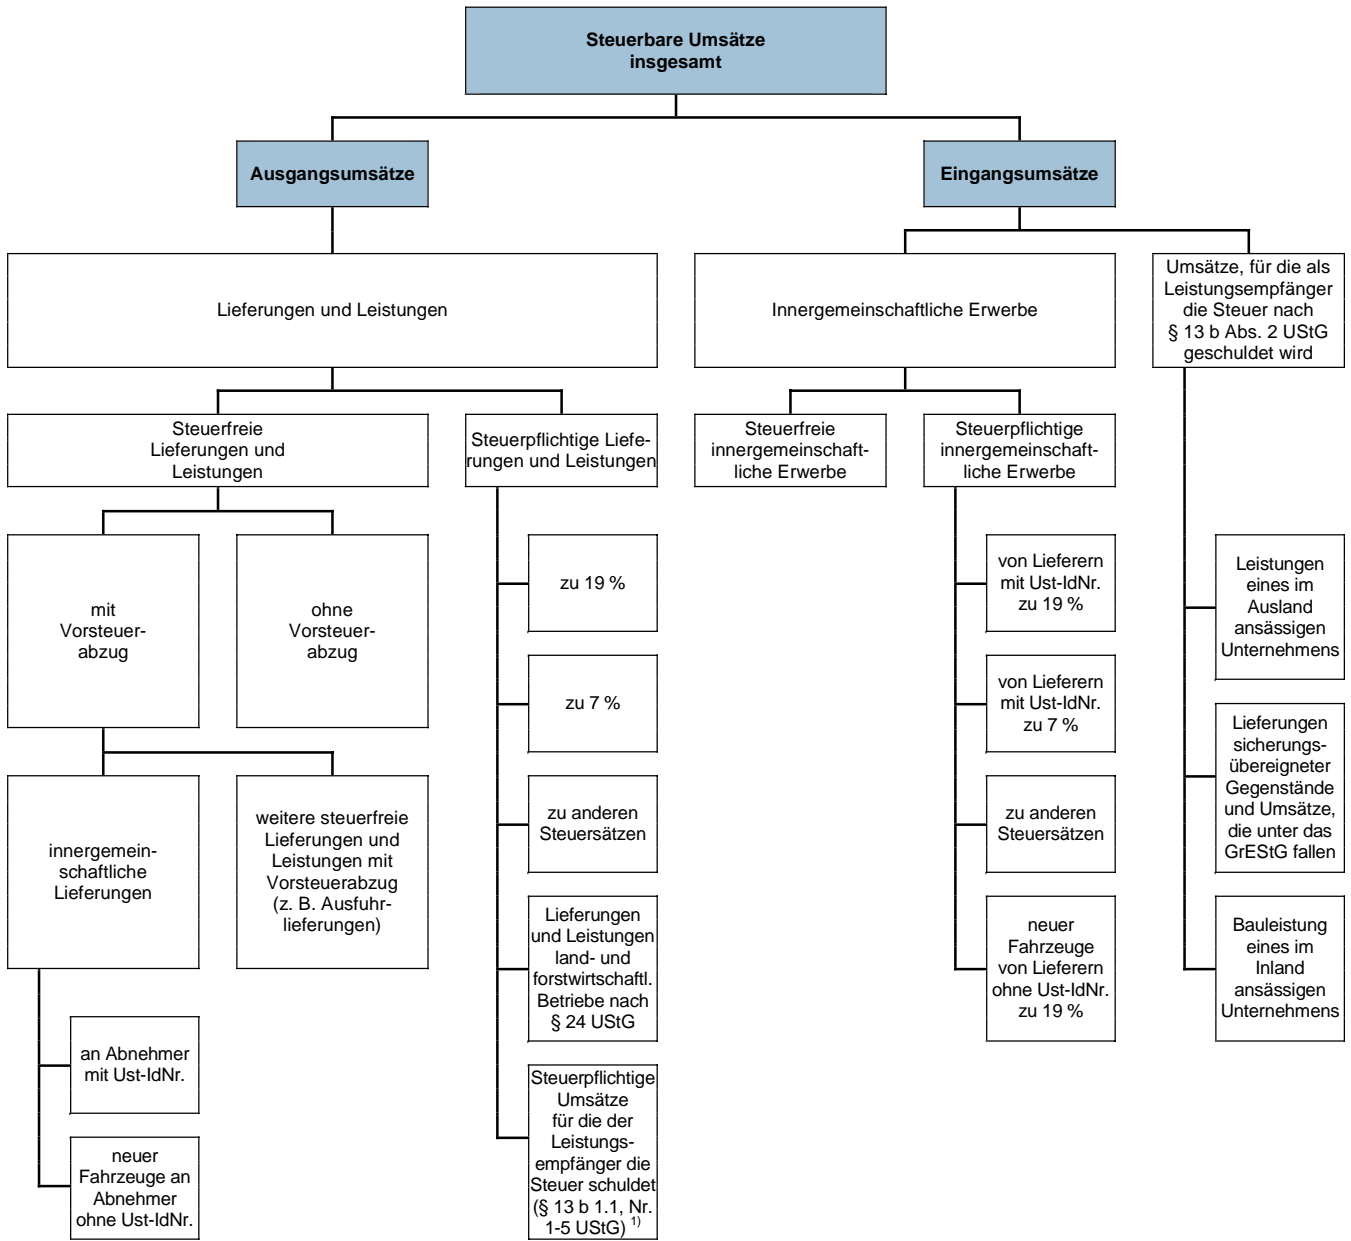 Steuerbare Umsätze
insgesamt
Ausgangsumsätze
Eingangsumsätze
Lieferungen und Leistungen
Innergemeinschaftliche Erwerbe
Umsätze, für die als
Leistungsempfänger
die Steuer nach
§ 13 b Abs. 2 UStG
geschuldet wird
Steuerfreie
Lieferungen und
Leistungen
Steuerpflichtige Liefe-
rungen und Leistungen
Steuerfreie
innergemeinschaft-
liche Erwerbe
Steuerpflichtige
innergemeinschaft-
liche Erwerbe
mit
Vorsteuer-
abzug
ohne
Vorsteuer-
abzug
zu 19 %
von Lieferern
mit Ust-IdNr.
zu 19 %
Leistungen
eines im
Ausland
ansässigen
Unternehmens
zu 7 %
von Lieferern
mit Ust-IdNr.
zu 7 %
Lieferungen
sicherungs-
übereigneter
Gegenstände
und Umsätze,
die unter das
GrEStG fallen
innergemein-
schaftliche
Lieferungen
weitere steuerfreie
Lieferungen und
Leistungen mit
Vorsteuerabzug
(z. B. Ausfuhr-
lieferungen)
zu anderen
Steuersätzen
zu anderen
Steuersätzen
Lieferungen
und Leistungen
land- und
forstwirtschaftl.
Betriebe nach
§ 24 UStG
neuer
Fahrzeuge
von Lieferern
ohne Ust-IdNr.
zu 19 %
Bauleistung
eines im
Inland
ansässigen
Unternehmens
an Abnehmer
mit Ust-IdNr.
neuer
Fahrzeuge an
Abnehmer
ohne Ust-IdNr.
Steuerpflichtige
Umsätze
für die der
Leistungs-
empfänger die
Steuer schuldet
(§ 13 b 1.1, Nr.
1-5 UStG) 1)